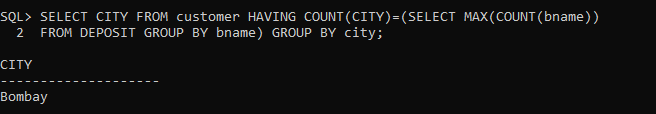 SQL> SELECT CITY FROM customer HAVING COUNT(CITY)=(SELECT MAX(COUNT(bname))
  2  FROM DEPOSIT GROUP BY bname) GROUP BY city;
CITY
--------------------
Bombay